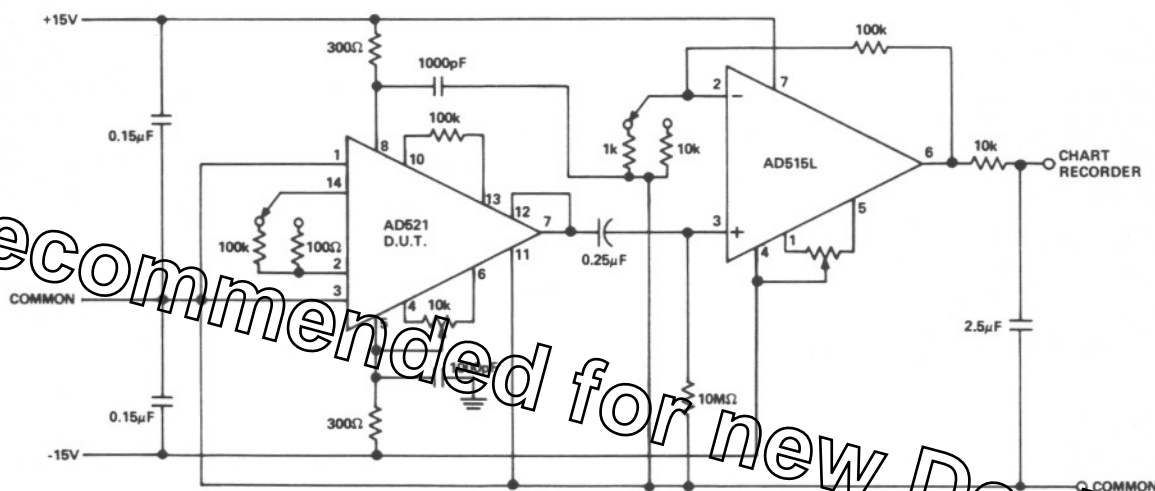 +15V
300Ω
1000pF
100k
0.15µF
100k
1
14
8
10
13
12
7
11
AD521
D.U.T.
100k
100Ω
2
3
COMMON
4
10k
6
5
0.25µF
1k
10k
2
−
7
AD515L
6
3
+
1
4
5
10k
CHART
RECORDER
2.5µF
10MΩ
0.15µF
300Ω
-15V
COMMON
ecommended for new De